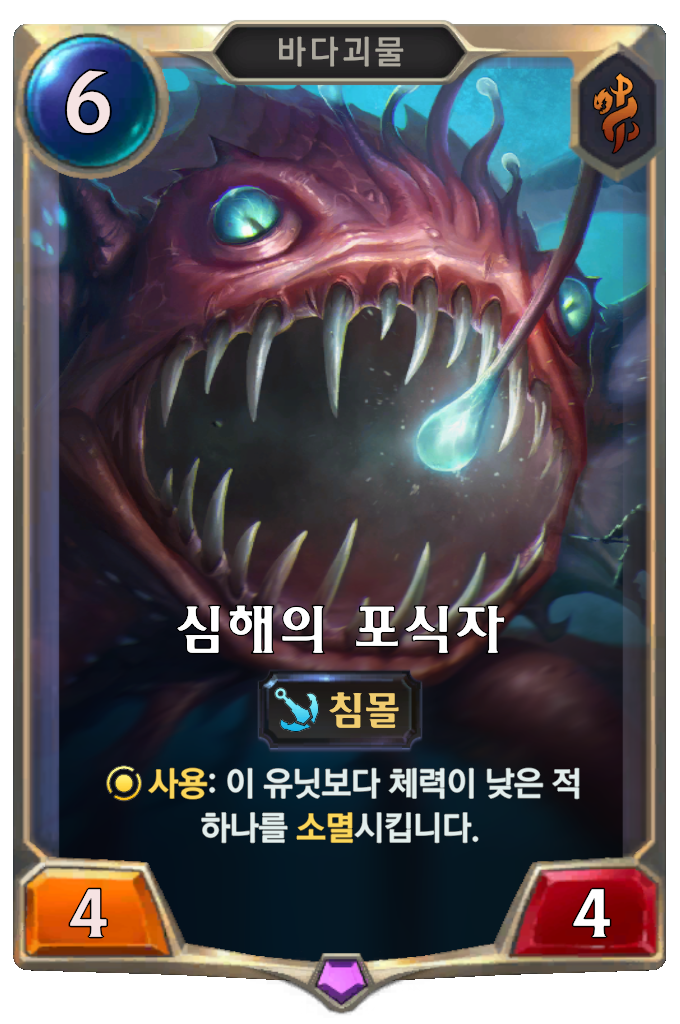 바다괴물
6
심해의 포식자
침몰
사용: 이 유닛보다 체력이 낮은 적
하나를 소멸시킵니다.
4
4